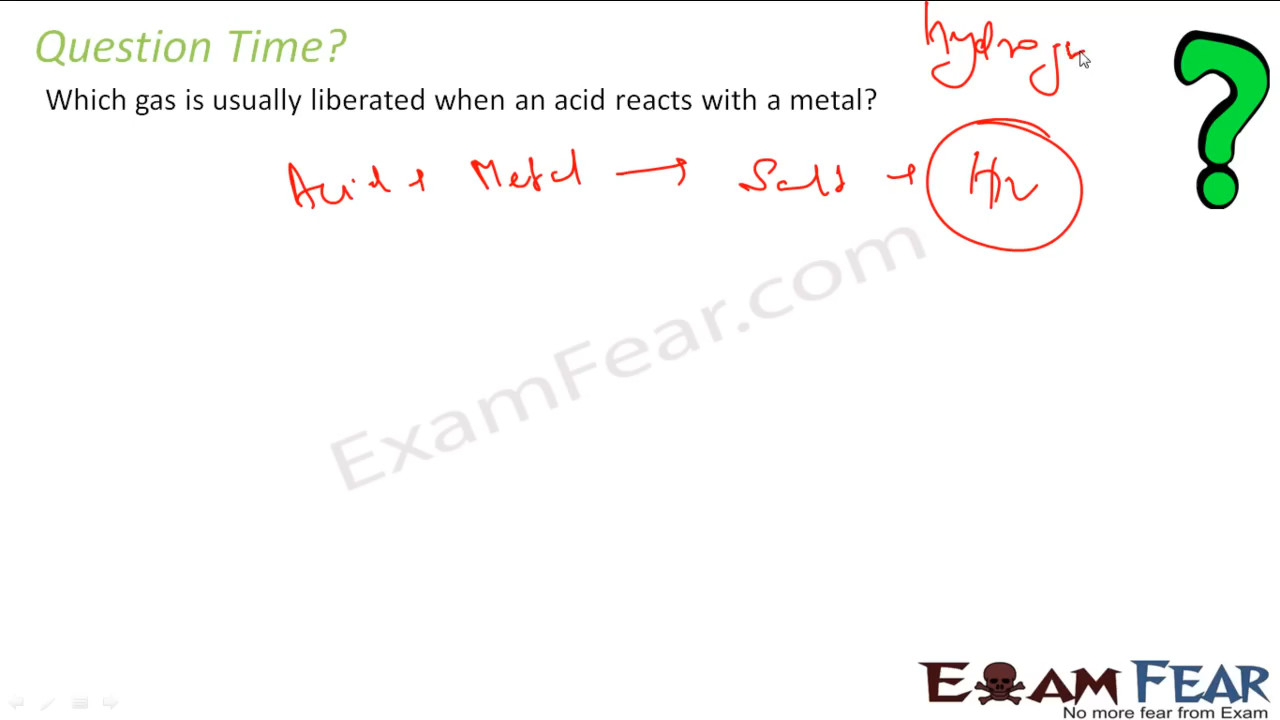 hydrogen
Question Time?
Which gas is usually liberated when an acid reacts with a metal?
Acid + Metal → Salt + H2
ExamFear.com
EXAM FEAR
No more fear from Exam